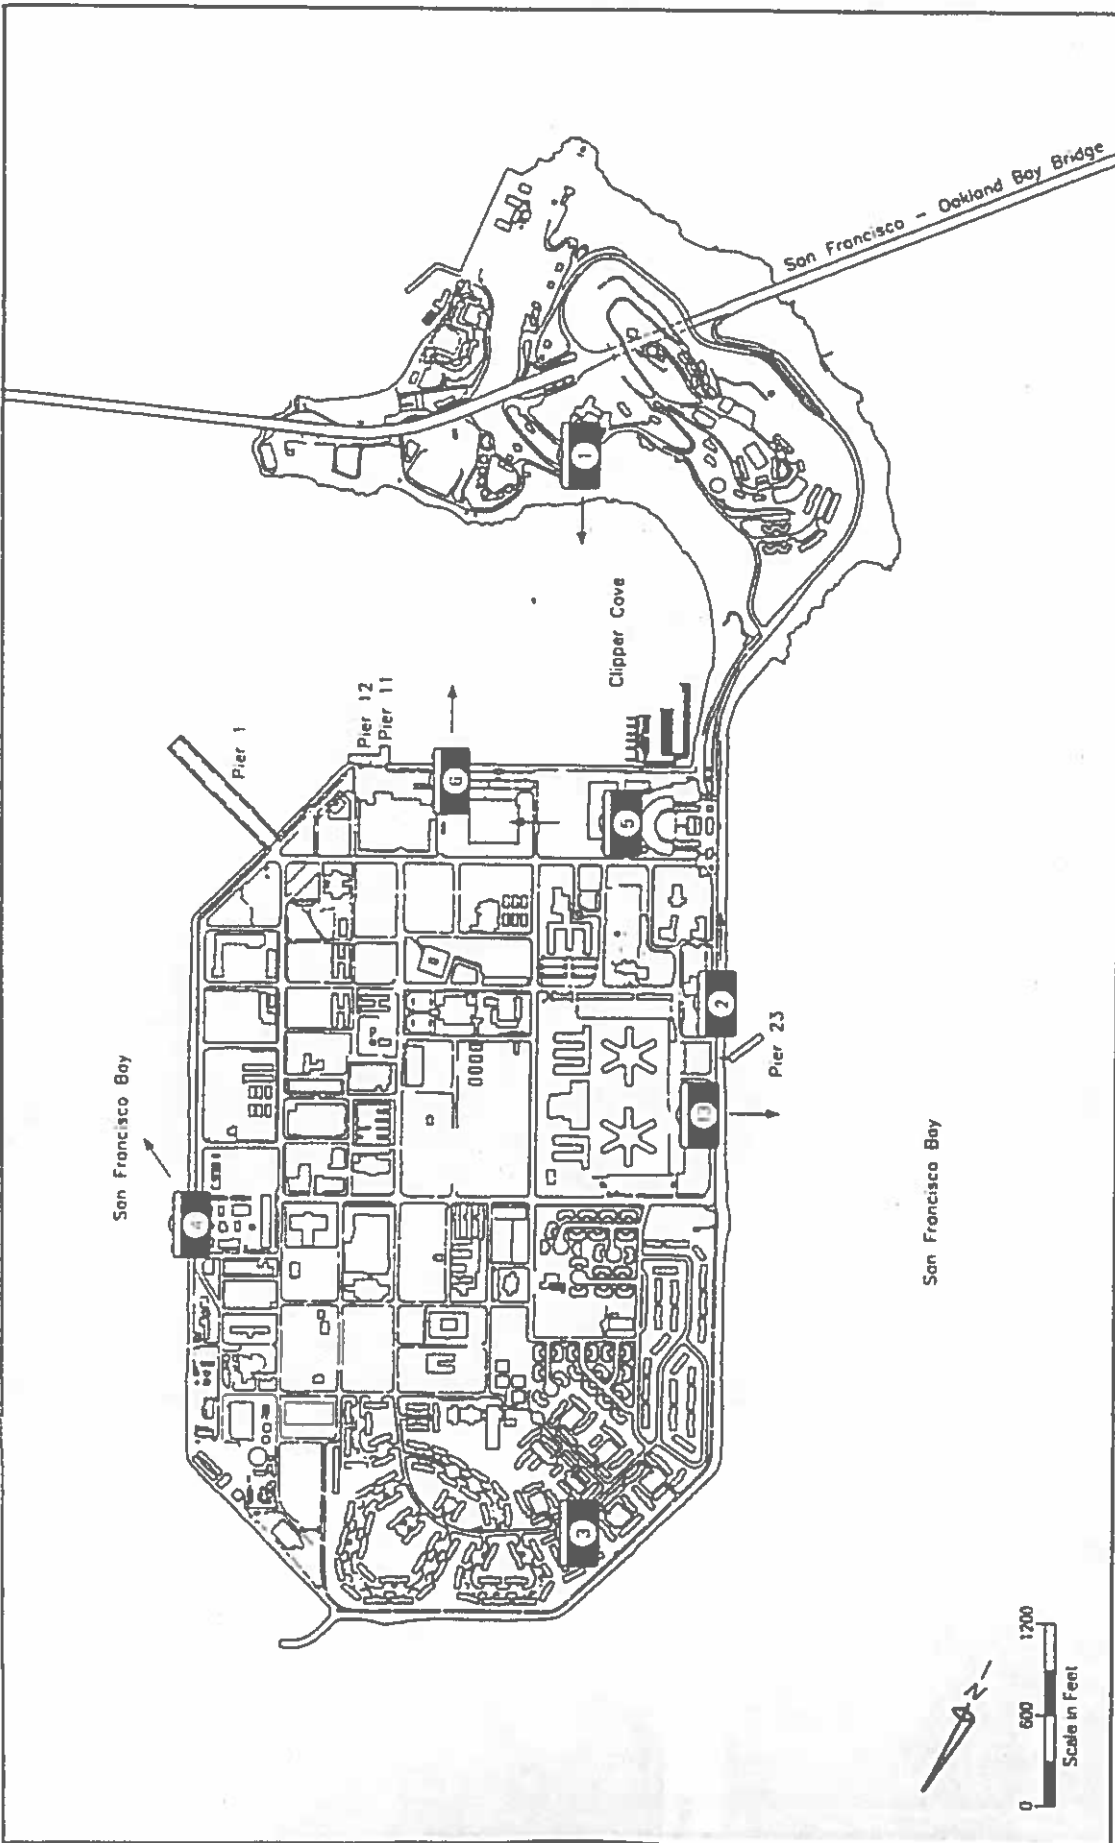 San Francisco - Oakland Bay Bridge
1
Clipper Cove
Pier 12
Pier 11
Pier 1
6
5
2
Pier 23
13
San Francisco Bay
4
San Francisco Bay
3
N
0 600 1200
Scale in Feet